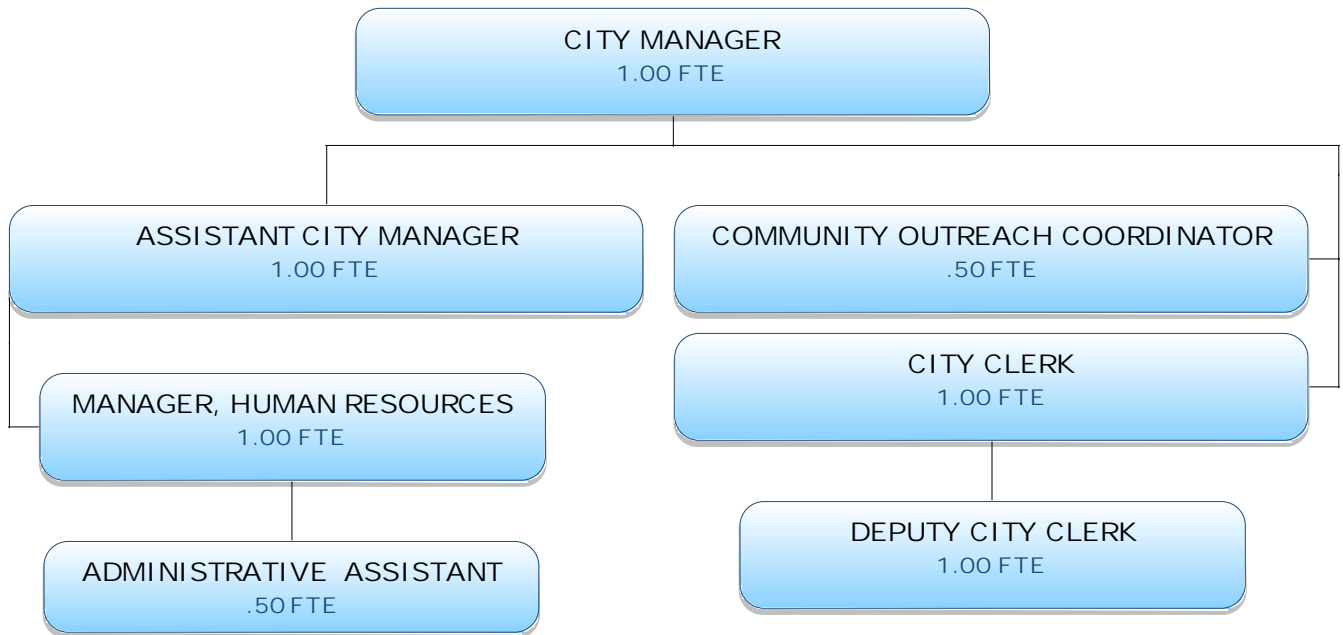 CITY MANAGER
1.00 FTE
ASSISTANT CITY MANAGER
1.00 FTE
COMMUNITY OUTREACH COORDINATOR
.50 FTE
CITY CLERK
1.00 FTE
MANAGER, HUMAN RESOURCES
1.00 FTE
DEPUTY CITY CLERK
1.00 FTE
ADMINISTRATIVE ASSISTANT
.50 FTE